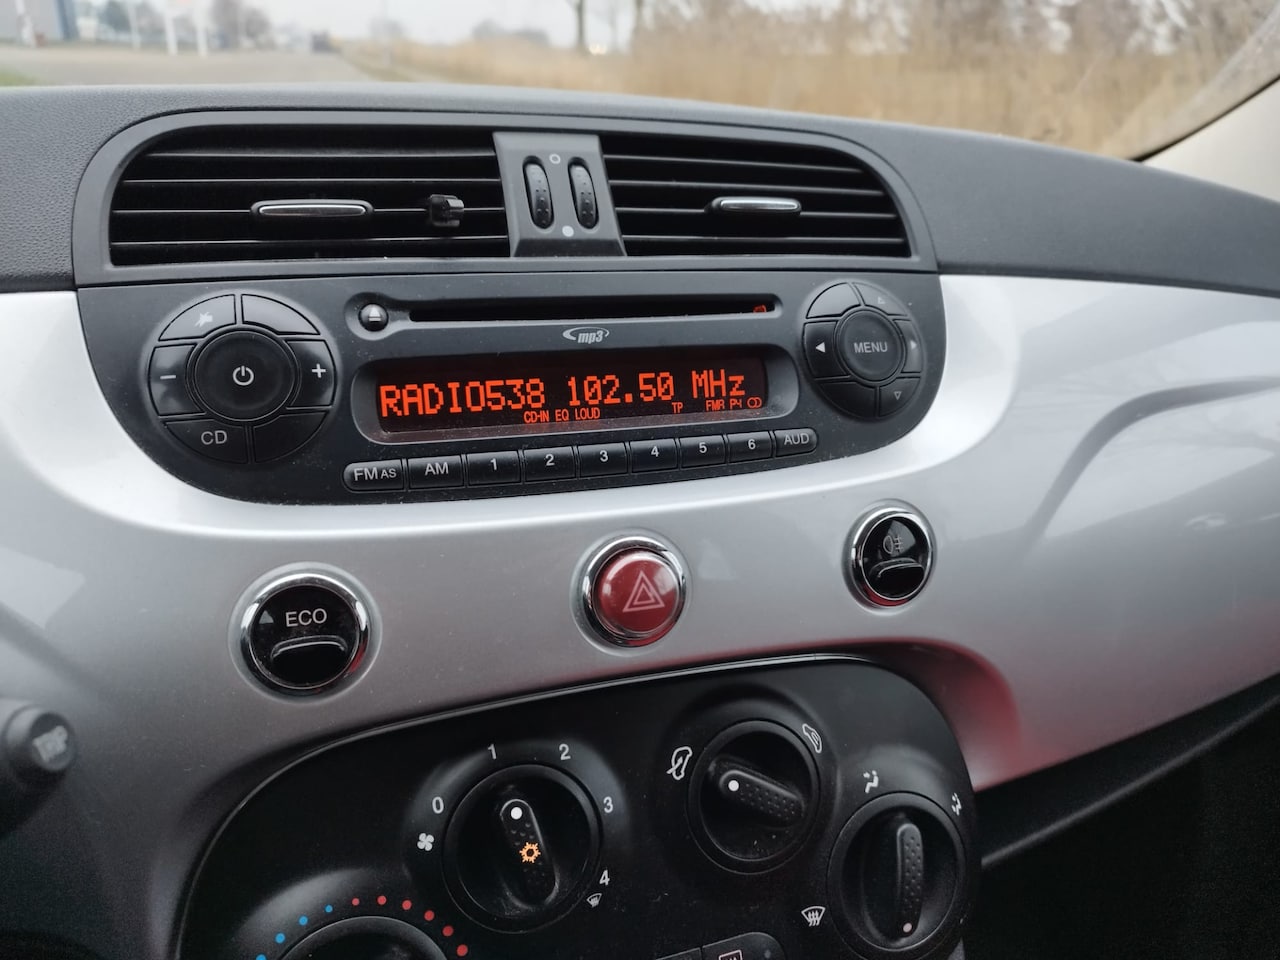 mp3
RADIO538 102.50 MHz
CD-IN EQ LOUD TP
− +
CD
MENU
FM AS AM 1 2 3 4 5 6 AUD
ECO
0 1 2 3 4